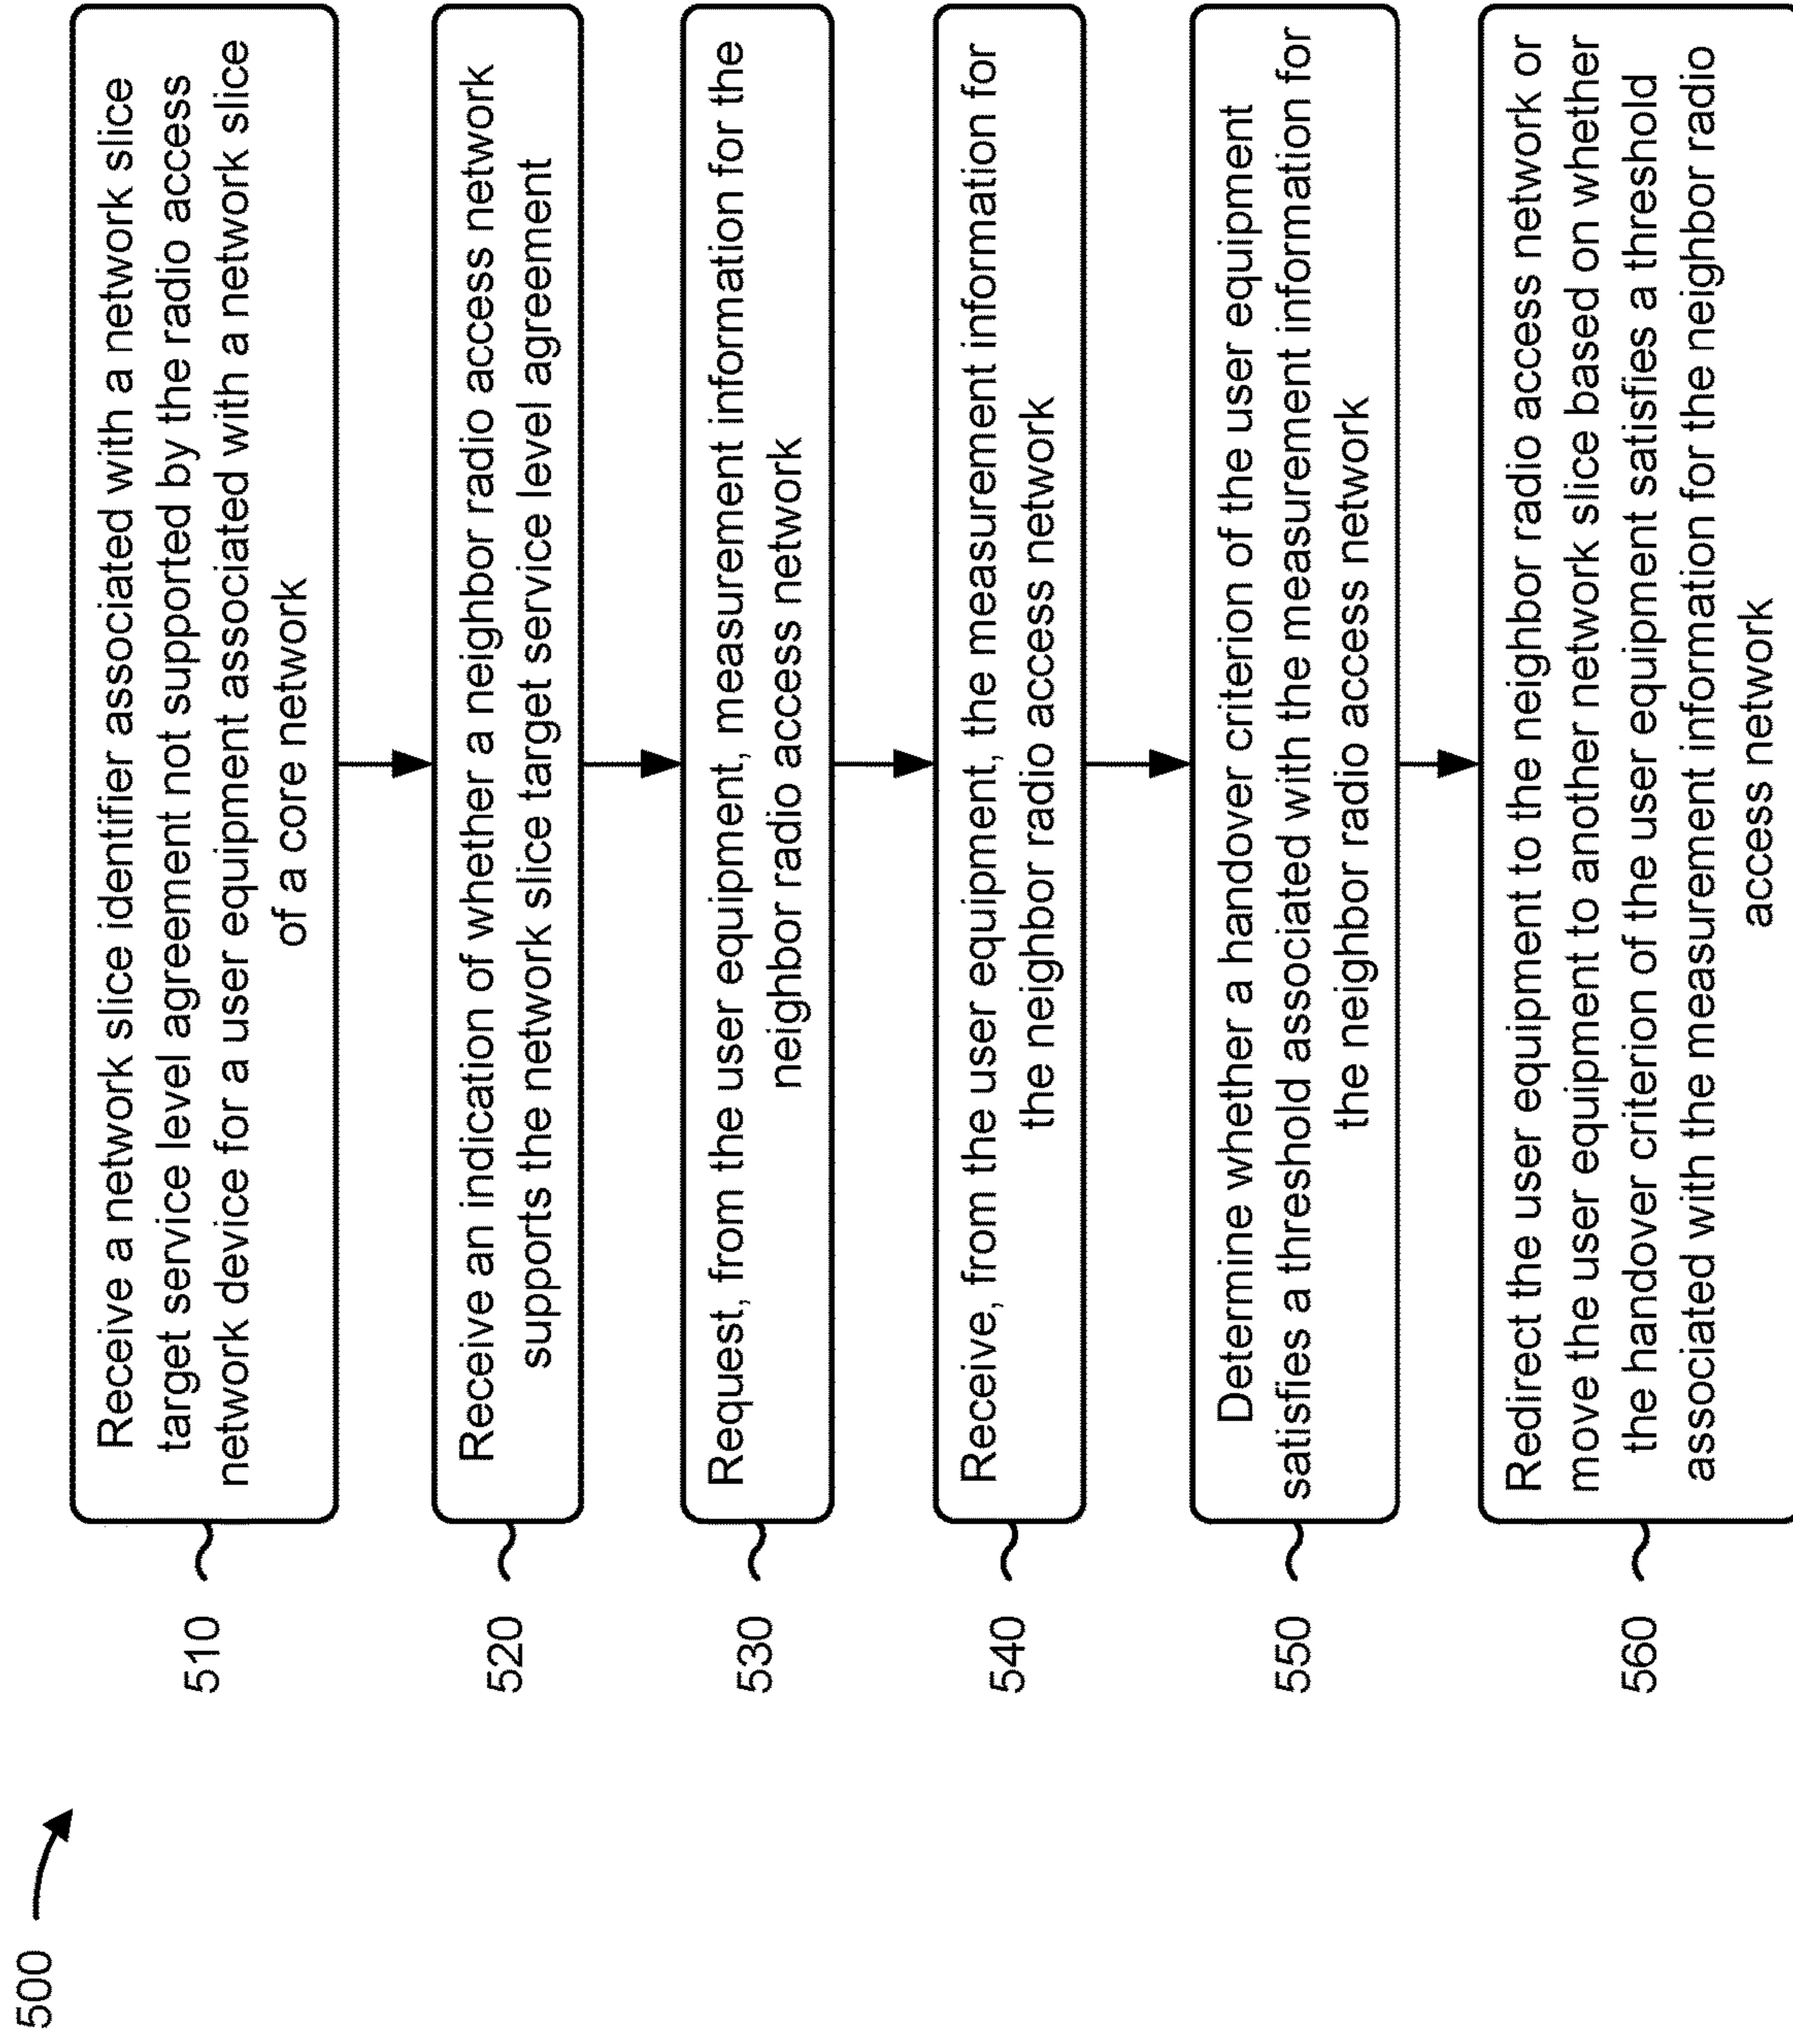 500
510
Receive a network slice identifier associated with a network slice
target service level agreement not supported by the radio access
network device for a user equipment associated with a network slice
of a core network
520
Receive an indication of whether a neighbor radio access network
supports the network slice target service level agreement
530
Request, from the user equipment, measurement information for the
neighbor radio access network
540
Receive, from the user equipment, the measurement information for
the neighbor radio access network
550
Determine whether a handover criterion of the user equipment
satisfies a threshold associated with the measurement information for
the neighbor radio access network
560
Redirect the user equipment to the neighbor radio access network or
move the user equipment to another network slice based on whether
the handover criterion of the user equipment satisfies a threshold
associated with the measurement information for the neighbor radio
access network